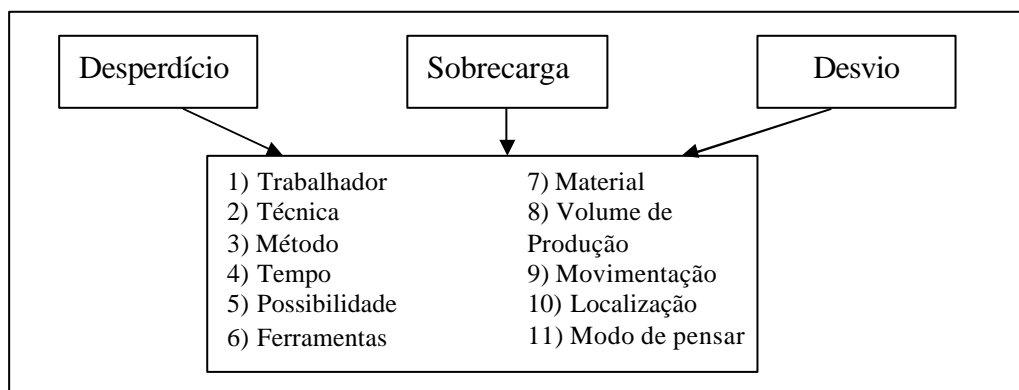 Desperdício
Sobrecarga
Desvio
1) Trabalhador
2) Técnica
3) Método
4) Tempo
5) Possibilidade
6) Ferramentas
7) Material
8) Volume de
Produção
9) Movimentação
10) Localização
11) Modo de pensar